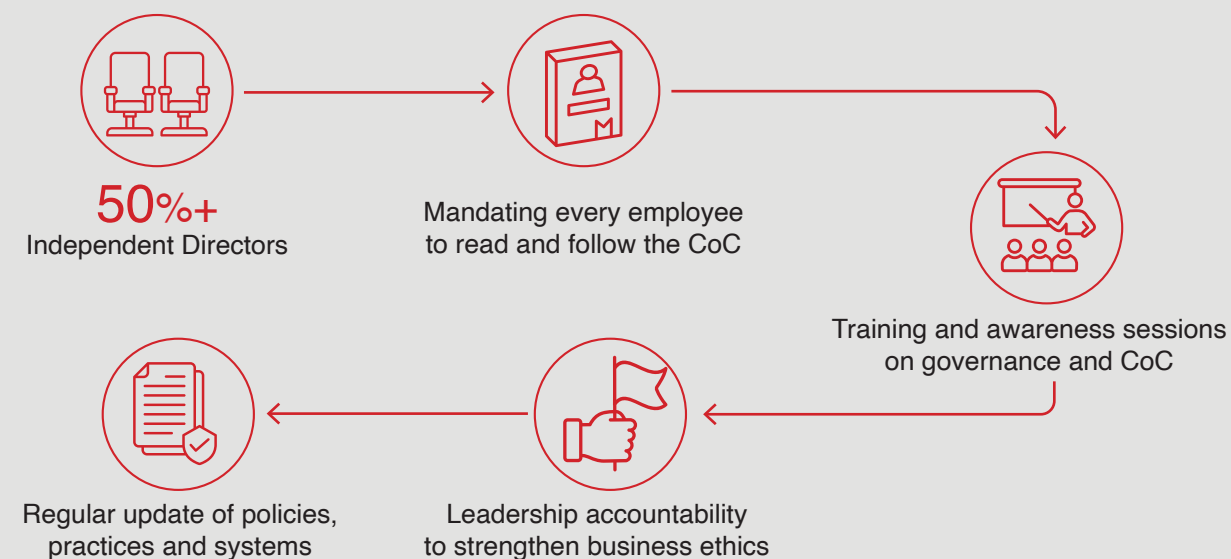 50%+
Independent Directors
Mandating every employee
to read and follow the CoC
Training and awareness sessions
on governance and CoC
Leadership accountability
to strengthen business ethics
Regular update of policies,
practices and systems